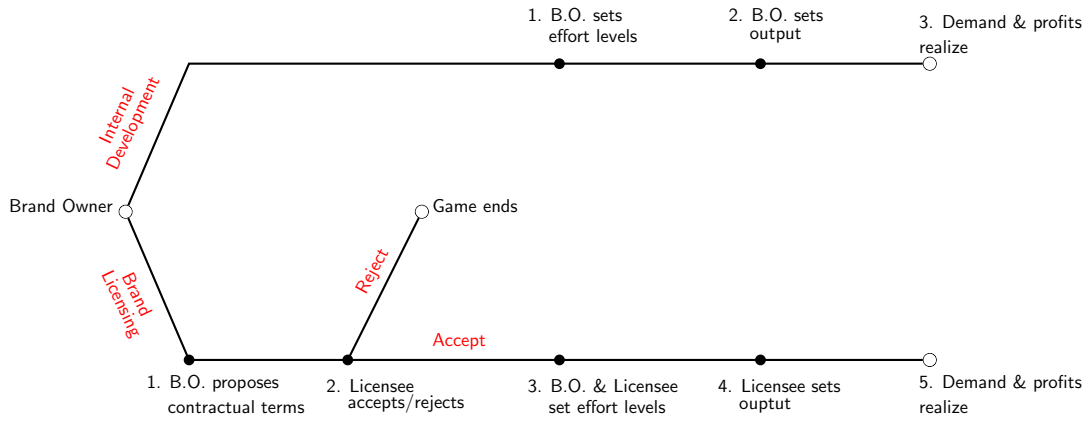 1. B.O. sets
effort levels
2. B.O. sets
output
3. Demand & profits
realize
Internal
Development
Brand Owner
Game ends
Brand
Licensing
Reject
Accept
1. B.O. proposes
contractual terms
2. Licensee
accepts/rejects
3. B.O. & Licensee
set effort levels
4. Licensee sets
ouptut
5. Demand & profits
realize